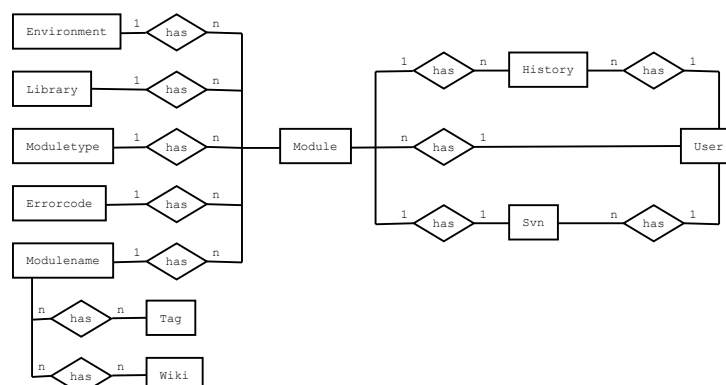 Environment 1 has n
1 has n History n has 1
Library 1 has n
Moduletype 1 has n Module n has 1 User
Errorcode 1 has n
1 has 1 Svn n has 1
Modulename 1 has n
n has n Tag
n has n Wiki